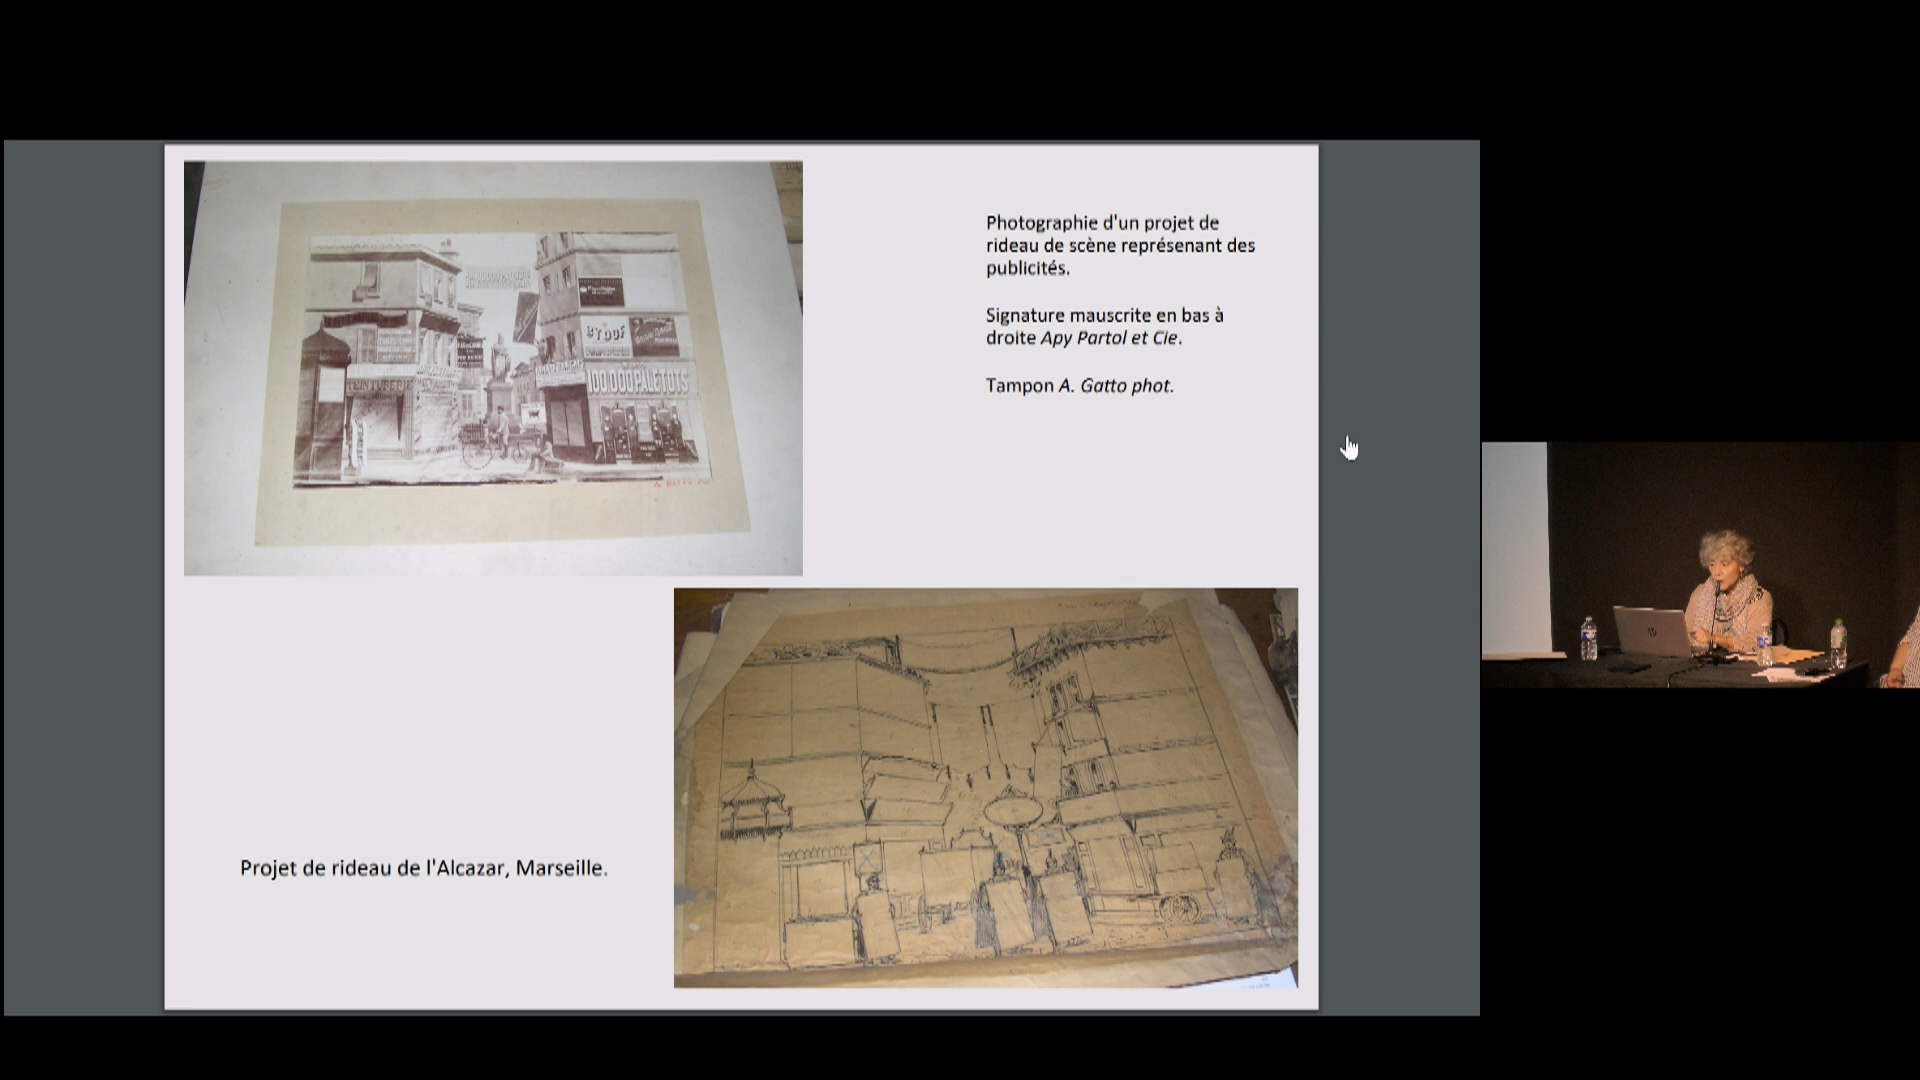 Photographie d'un projet de
rideau de scène représenant des
publicités.
Signature mauscrite en bas à
droite Apy Partol et Cie.
Tampon A. Gatto phot.
TEINTURERIE
BYDOF
100 000 PALETOTS
Projet de rideau de l'Alcazar, Marseille.